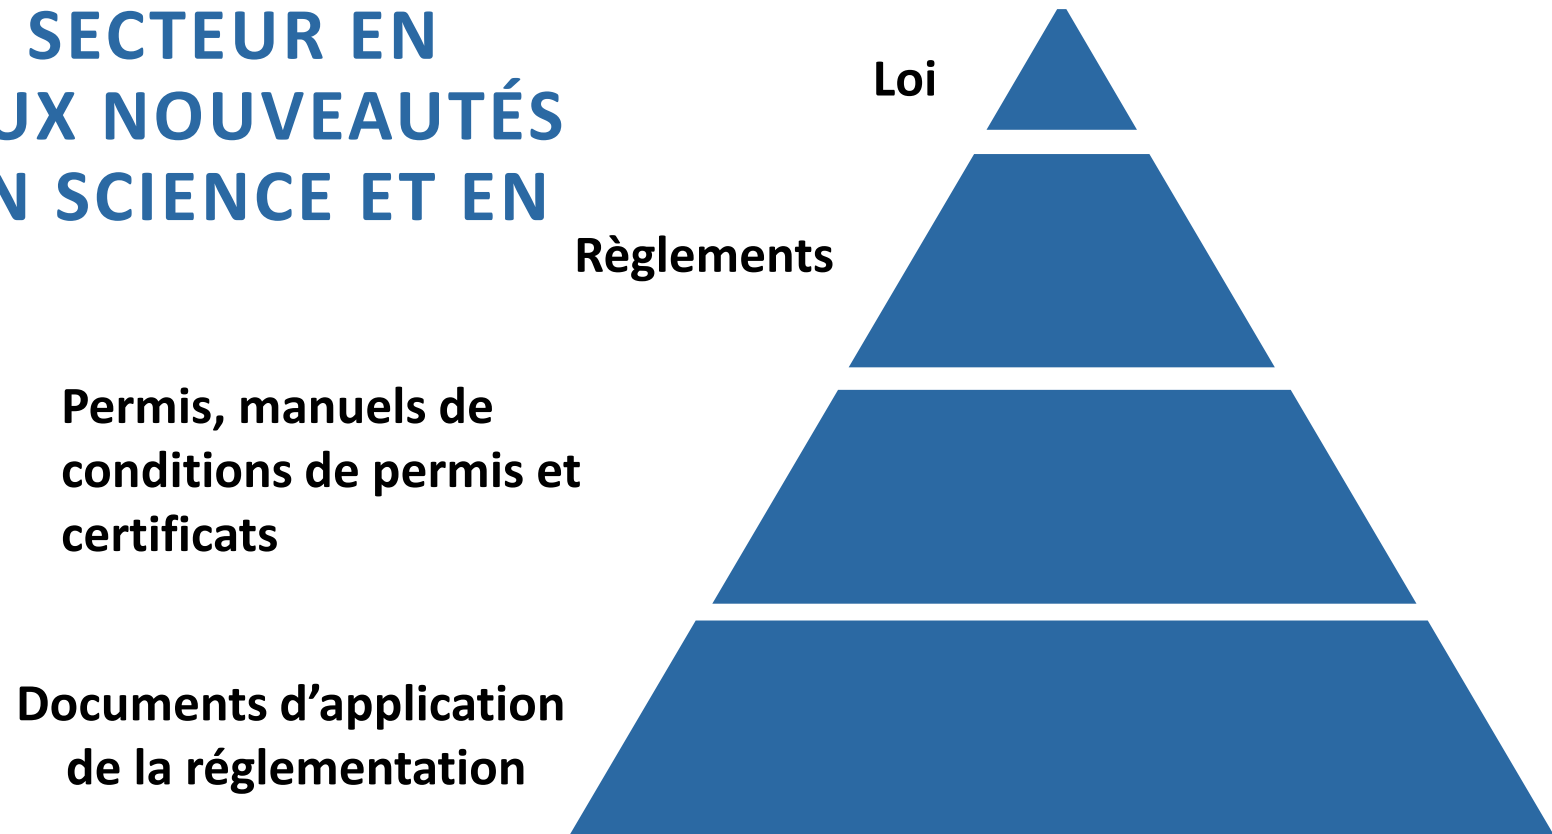 SECTEUR EN
UX NOUVEAUTÉS
N SCIENCE ET EN
Loi
Règlements
Permis, manuels de
conditions de permis et
certificats
Documents d’application
de la réglementation